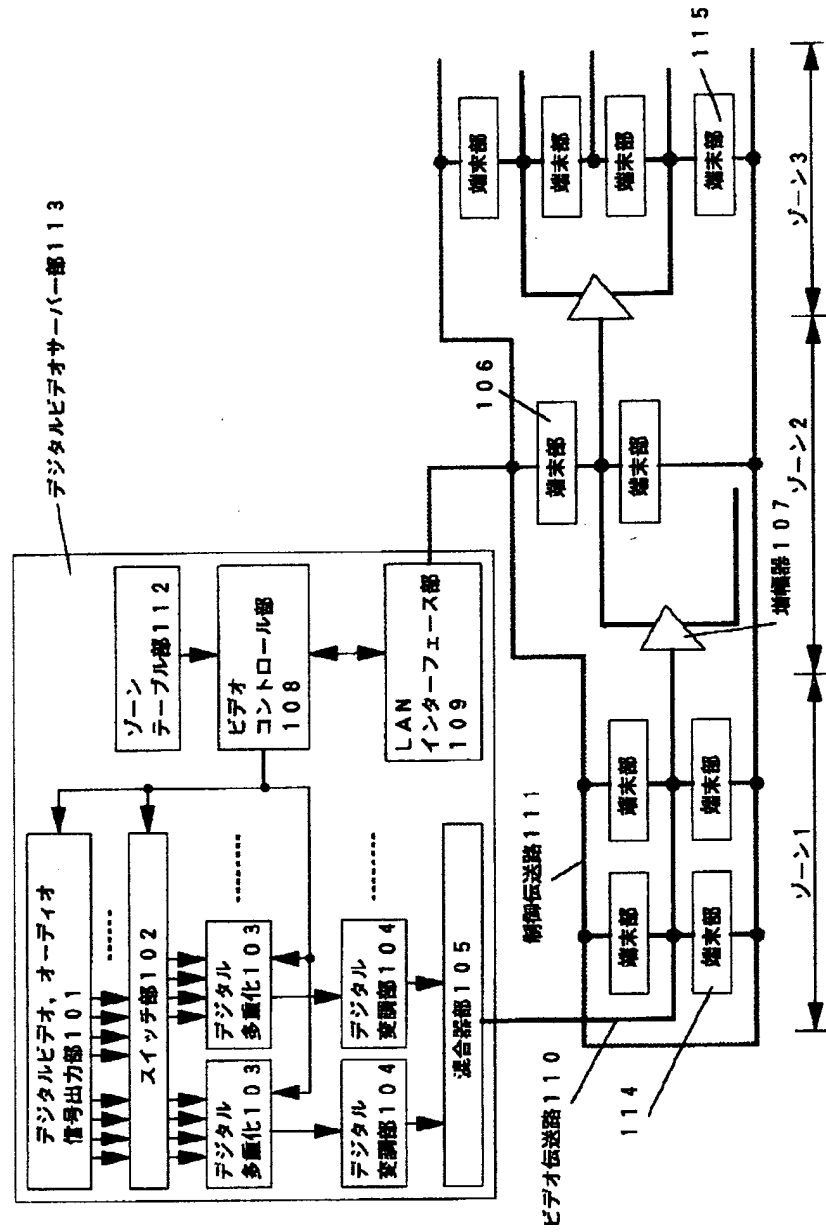 デジタルビデオサーバー部113
デジタルビデオ、オーディオ
信号出力部101
スイッチ部102
デジタル
多重化103
デジタル
多重化103
デジタル
変調部104
デジタル
変調部104
混合器部105
ゾーン
テーブル部112
ビデオ
コントロール部
108
LAN
インターフェース部
109
ビデオ伝送路110
制御伝送路111
端末部
端末部
端末部
端末部
114
増幅器107
106
端末部
端末部
端末部
端末部
端末部
端末部
115
ゾーン1
ゾーン2
ゾーン3